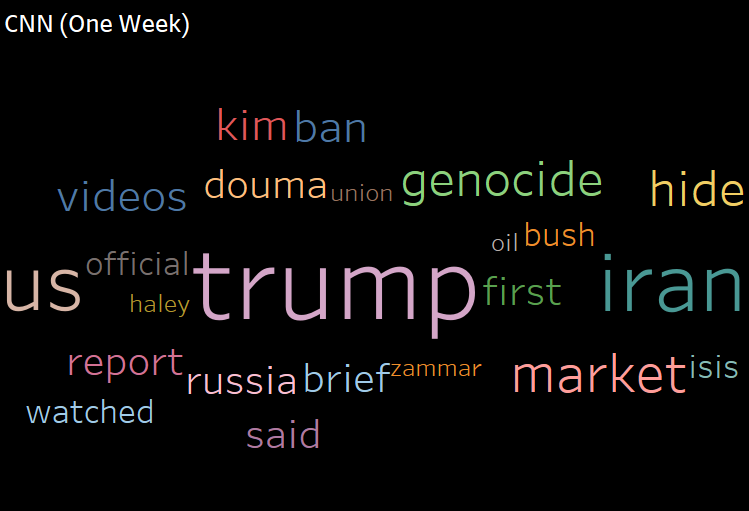 CNN (One Week)
kim ban
videos douma union genocide hide
oil bush
us official trump iran
haley first
report russia brief zammar market isis
watched
said